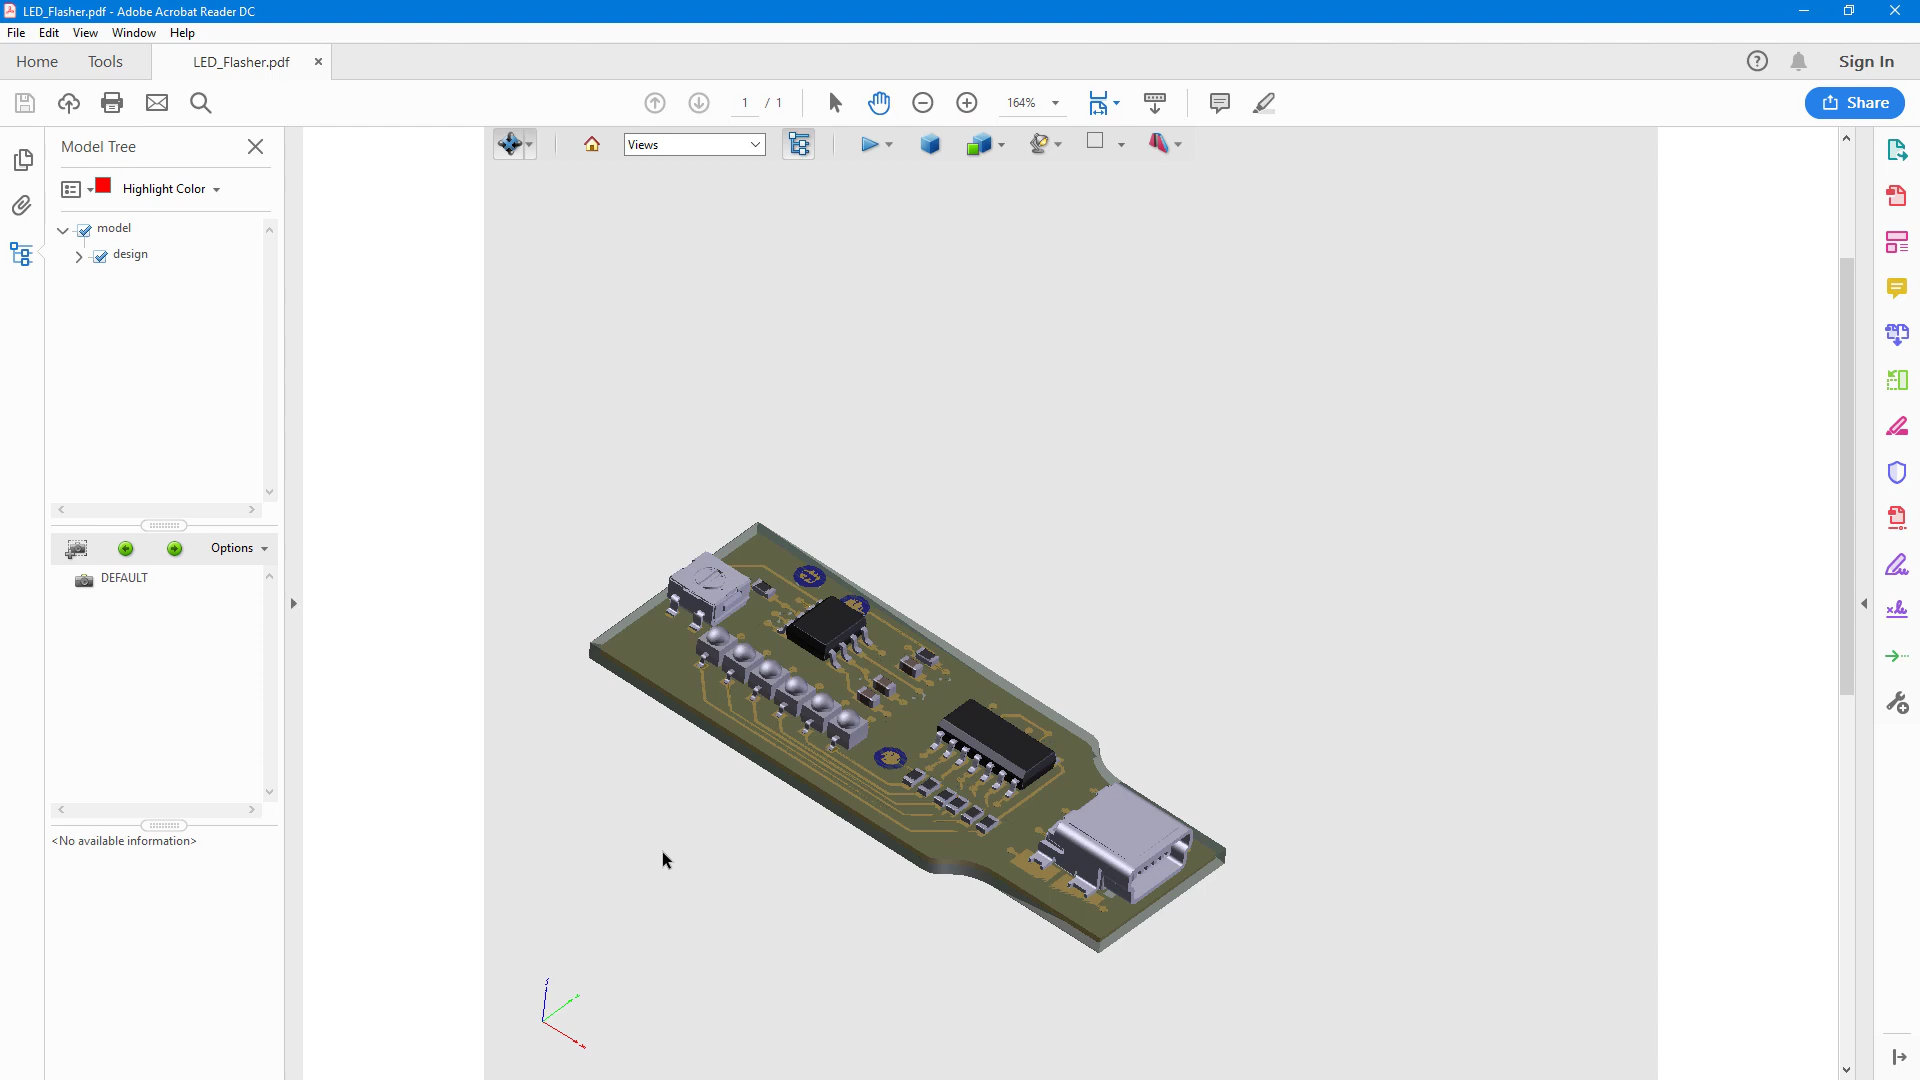 LED_Flasher.pdf - Adobe Acrobat Reader DC
File Edit View Window Help
Home Tools LED_Flasher.pdf Sign In
1 / 1 164% Share
Model Tree
Views
Highlight Color
model
design
Options
DEFAULT
<No available information>